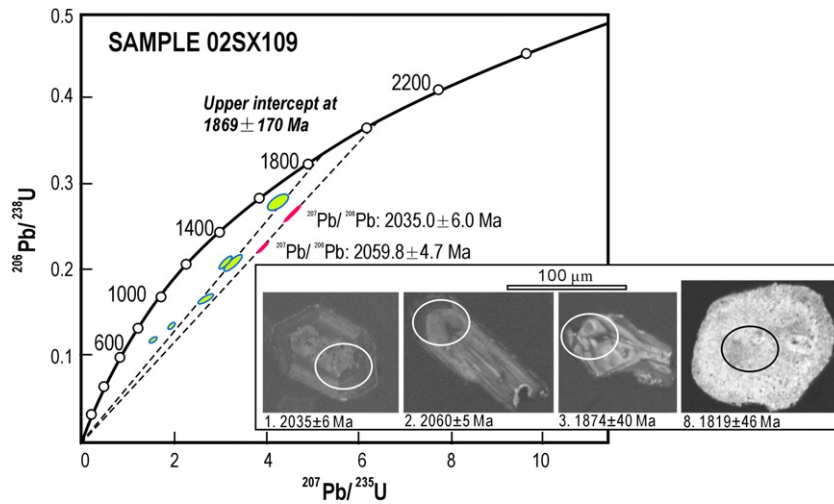 SAMPLE 02SX109
Upper intercept at
1869±170 Ma
0.5
0.4
0.3
0.2
0.1
²⁰⁶Pb/²³⁸U
2200
1800
1400
1000
600
²⁰⁷Pb/²⁰⁶Pb: 2035.0±6.0 Ma
²⁰⁷Pb/²⁰⁶Pb: 2059.8±4.7 Ma
100 μm
1. 2035±6 Ma
2. 2060±5 Ma
3. 1874±40 Ma
8. 1819±46 Ma
0 2 4 6 8 10
²⁰⁷Pb/²³⁵U